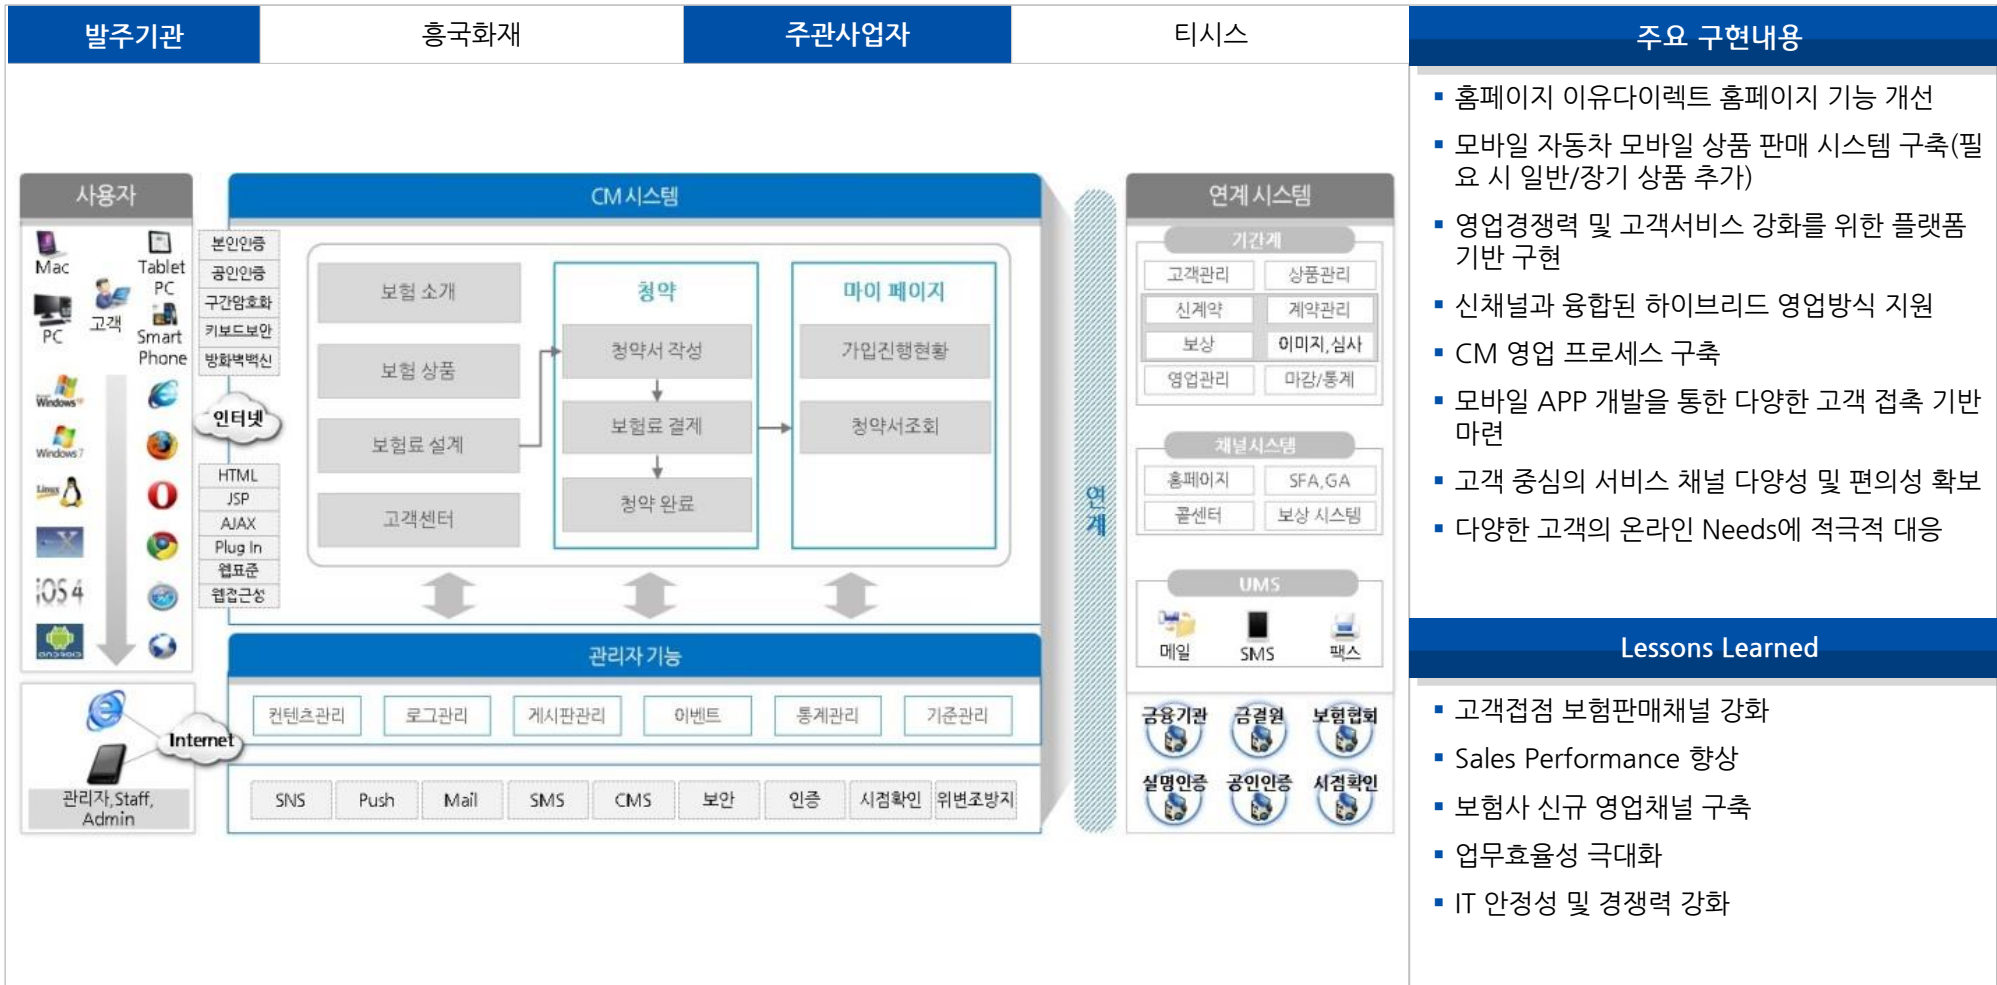 발주기관
흥국화재
주관사업자
티시스
주요 구현내용
사용자
Mac
Tablet
PC
고객
PC
Smart
Phone
Windows XP
Windows 7
Linux
X
iOS 4
ANDROID
본인인증
공인인증
구간암호화
키보드보안
방화벽백신
인터넷
HTML
JSP
AJAX
Plug In
웹표준
웹접근성
Internet
관리자,Staff,
Admin
CM 시스템
보험 소개
보험 상품
보험료 설계
고객센터
청약
청약서 작성
보험료 결제
청약 완료
마이 페이지
가입진행현황
청약서조회
관리자 기능
컨텐츠관리
로그관리
게시판관리
이벤트
통계관리
기준관리
SNS
Push
Mail
SMS
CMS
보안
인증
시점확인
위변조방지
연계
연계 시스템
기간계
고객관리
상품관리
신계약
계약관리
보상
이미지,심사
영업관리
마감/통계
채널시스템
홈페이지
SFA,GA
콜센터
보상 시스템
UMS
메일
SMS
팩스
금융기관
금결원
보험협회
실명인증
공인인증
시점확인
▪ 홈페이지 이유다이렉트 홈페이지 기능 개선
▪ 모바일 자동차 모바일 상품 판매 시스템 구축(필
요 시 일반/장기 상품 추가)
▪ 영업경쟁력 및 고객서비스 강화를 위한 플랫폼
기반 구현
▪ 신채널과 융합된 하이브리드 영업방식 지원
▪ CM 영업 프로세스 구축
▪ 모바일 APP 개발을 통한 다양한 고객 접촉 기반
마련
▪ 고객 중심의 서비스 채널 다양성 및 편의성 확보
▪ 다양한 고객의 온라인 Needs에 적극적 대응
Lessons Learned
▪ 고객접점 보험판매채널 강화
▪ Sales Performance 향상
▪ 보험사 신규 영업채널 구축
▪ 업무효율성 극대화
▪ IT 안정성 및 경쟁력 강화